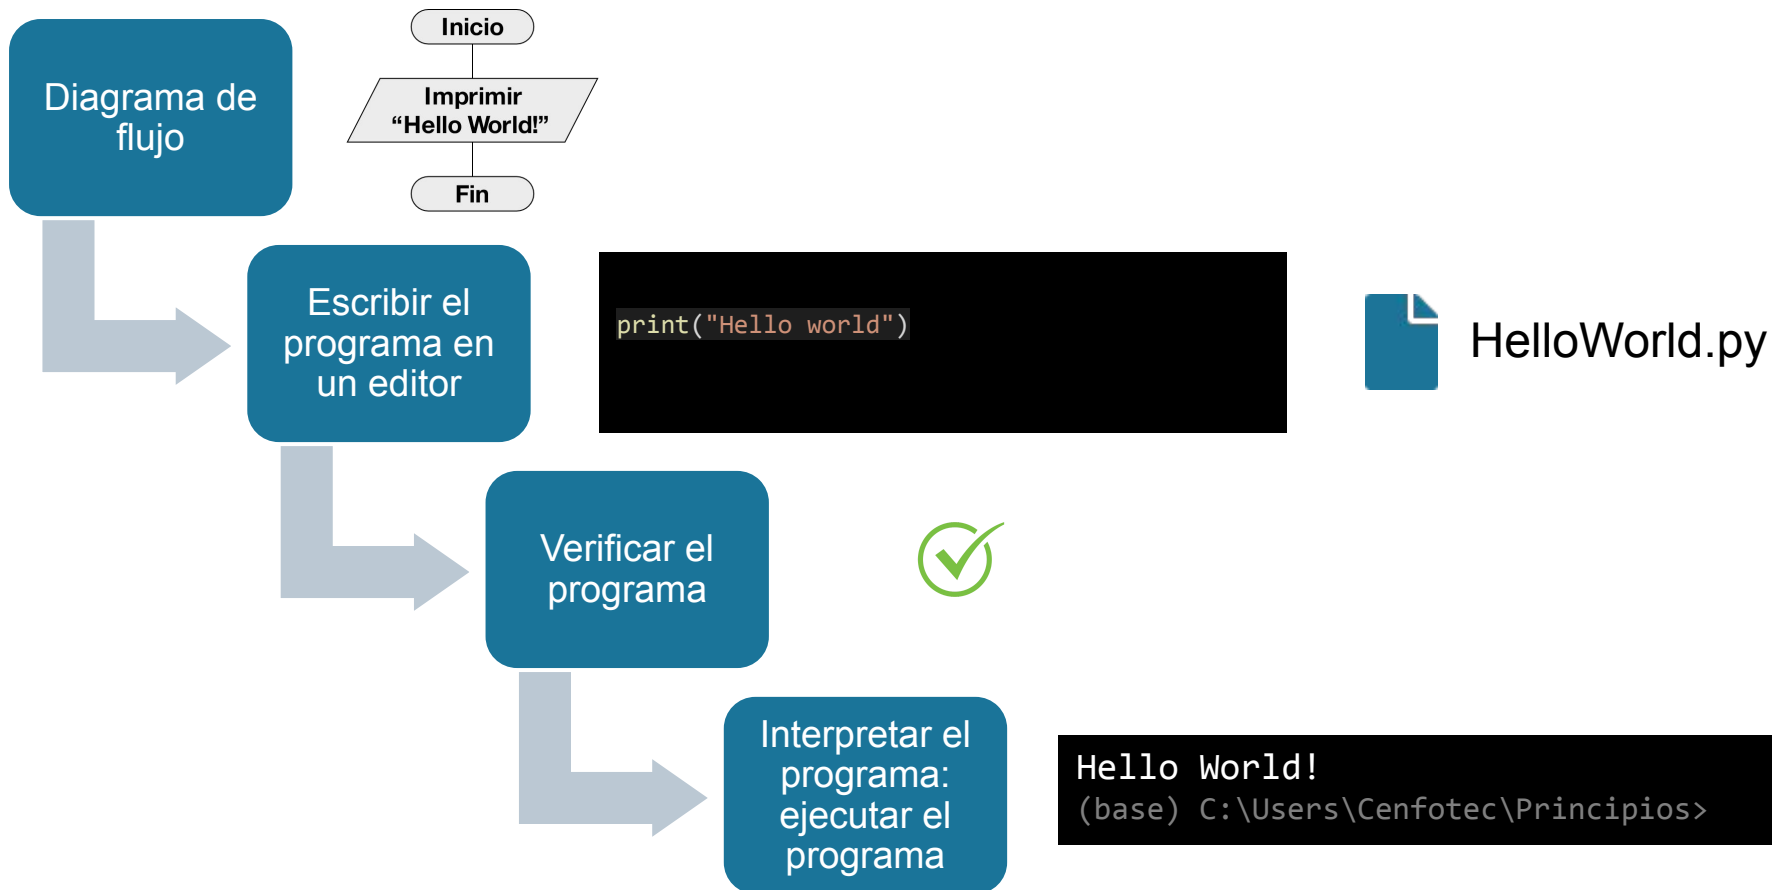 Diagrama de
flujo
Inicio
Imprimir
“Hello World!”
Fin
Escribir el
programa en
un editor
print("Hello world")
HelloWorld.py
Verificar el
programa
Interpretar el
programa:
ejecutar el
programa
Hello World!
(base) C:\Users\Cenfotec\Principios>